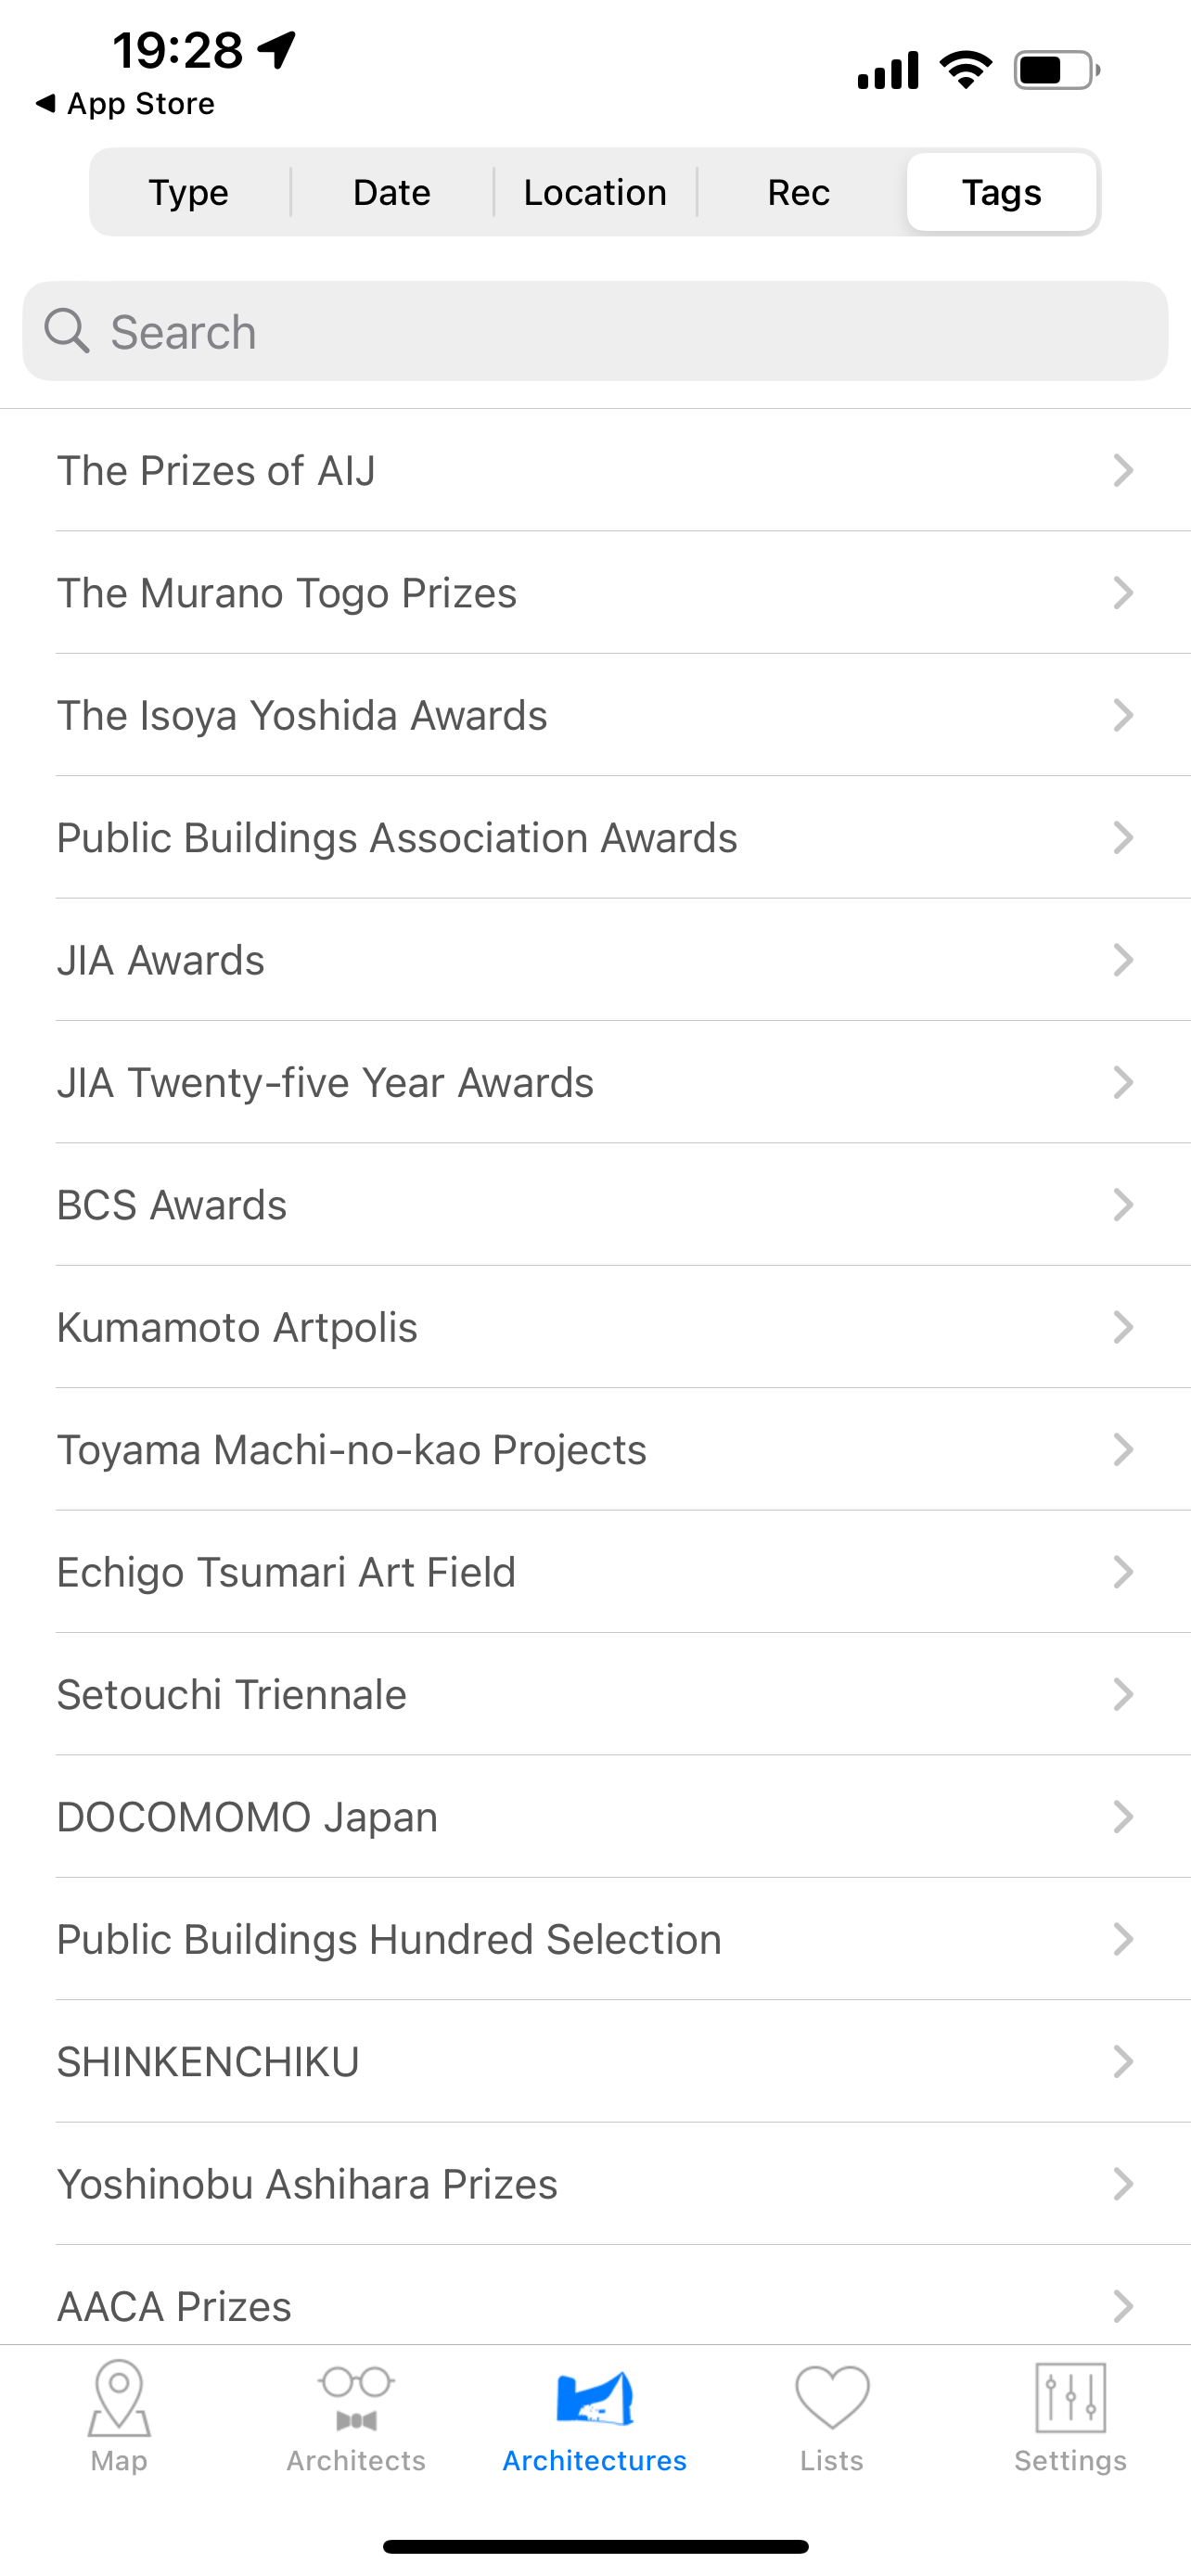 19:28
App Store
Type Date Location Rec Tags
Search
The Prizes of AIJ
The Murano Togo Prizes
The Isoya Yoshida Awards
Public Buildings Association Awards
JIA Awards
JIA Twenty-five Year Awards
BCS Awards
Kumamoto Artpolis
Toyama Machi-no-kao Projects
Echigo Tsumari Art Field
Setouchi Triennale
DOCOMOMO Japan
Public Buildings Hundred Selection
SHINKENCHIKU
Yoshinobu Ashihara Prizes
AACA Prizes
Map Architects Architectures Lists Settings